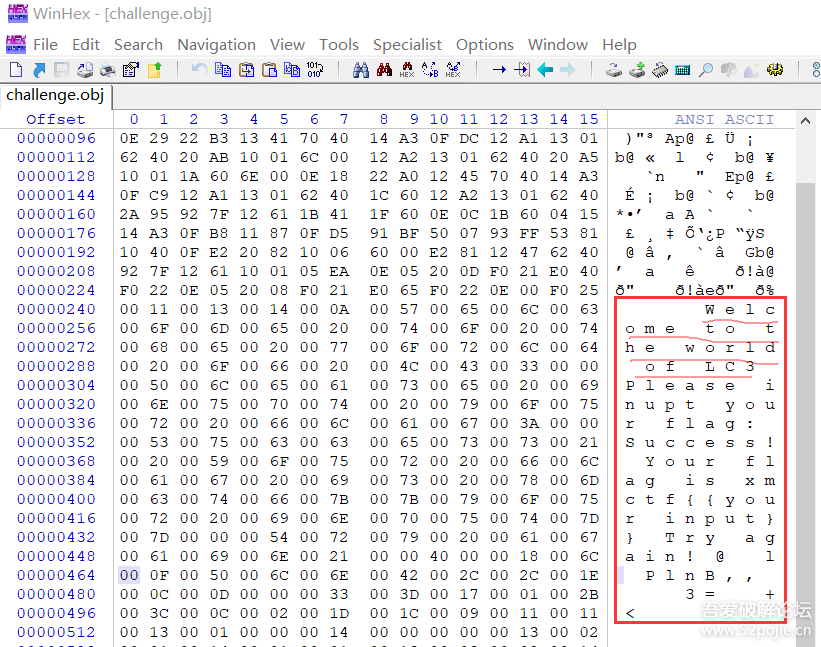 WinHex - [challenge.obj]
File Edit Search Navigation View Tools Specialist Options Window Help
challenge.obj
Offset 0 1 2 3 4 5 6 7 8 9 10 11 12 13 14 15 ANSI ASCII
00000096 0E 29 22 B3 13 41 70 40 14 A3 0F DC 12 A1 13 01 )"³ Ap@ £ Ü ¡
00000112 62 40 20 AB 10 01 6C 00 12 A2 13 01 62 40 20 A5 b@ « l ¢ b@ ¥
00000144 10 01 1A 60 6E 00 0E 18 22 A0 12 45 70 40 14 A3 `n " Ep@ £
00000144 0F C9 12 A1 13 01 62 40 1C 60 12 A2 13 01 62 40 É ¡ b@ ` ¢ b@
00000160 2A 95 92 7F 12 61 1B 41 1F 60 0E 0C 1B 60 04 15 *•’ a A ` `
00000176 14 A3 0F B8 11 87 0F D5 91 BF 50 07 93 FF 53 81 £ ¸ ‡ Õ‘¿P “ÿS
00000192 10 40 0F E2 20 82 10 06 60 00 E2 81 12 47 62 40 @ â ‚ ` â Gb@
00000208 92 7F 12 61 10 01 05 EA 0E 05 20 0D F0 21 E0 40 ’ a ê ð!à@
00000224 F0 22 0E 05 20 08 F0 21 E0 65 F0 22 0E 00 F0 25 ð" ð!àeð" ð%
00000240 00 11 00 13 00 14 00 0A 00 57 00 65 00 6C 00 63 W e l c
00000256 00 6F 00 6D 00 65 00 20 00 74 00 6F 00 20 00 74 o m e t o t
00000272 00 68 00 65 00 20 00 77 00 6F 00 72 00 6C 00 64 h e w o r l d
00000288 00 20 00 6F 00 66 00 20 00 4C 00 43 00 33 00 00 o f L C 3
00000304 00 50 00 6C 00 65 00 61 00 73 00 65 00 20 00 69 P l e a s e i
00000320 00 6E 00 75 00 70 00 74 00 20 00 79 00 6F 00 75 n u p t y o u
00000336 00 72 00 20 00 66 00 6C 00 61 00 67 00 3A 00 00 r f l a g :
00000352 00 53 00 75 00 63 00 63 00 65 00 73 00 73 00 21 S u c c e s s !
00000368 00 20 00 59 00 6F 00 75 00 72 00 20 00 66 00 6C Y o u r f l
00000384 00 61 00 67 00 20 00 69 00 73 00 20 00 78 00 6D a g i s x m
00000400 00 63 00 74 00 66 00 7B 00 7B 00 79 00 6F 00 75 c t f { { y o u
00000416 00 72 00 20 00 69 00 6E 00 70 00 75 00 74 00 7D r i n p u t }
00000432 00 7D 00 00 00 54 00 72 00 79 00 20 00 61 00 67 } T r y a g
00000448 00 61 00 69 00 6E 00 21 00 00 40 00 00 18 00 6C a i n ! @ l
00000464 00 0F 00 50 00 6C 00 6E 00 42 00 2C 00 2C 00 1E P l n B , ,
00000480 00 0C 00 0D 00 00 00 33 00 3D 00 17 00 01 00 2B 3 = +
00000496 00 3C 00 0C 00 02 00 1D 00 1C 00 09 00 11 00 11 <
00000512 00 13 00 01 00 00 00 14 00 00 00 00 00 13 00 02
吾爱破解论坛
www.52pojie.cn